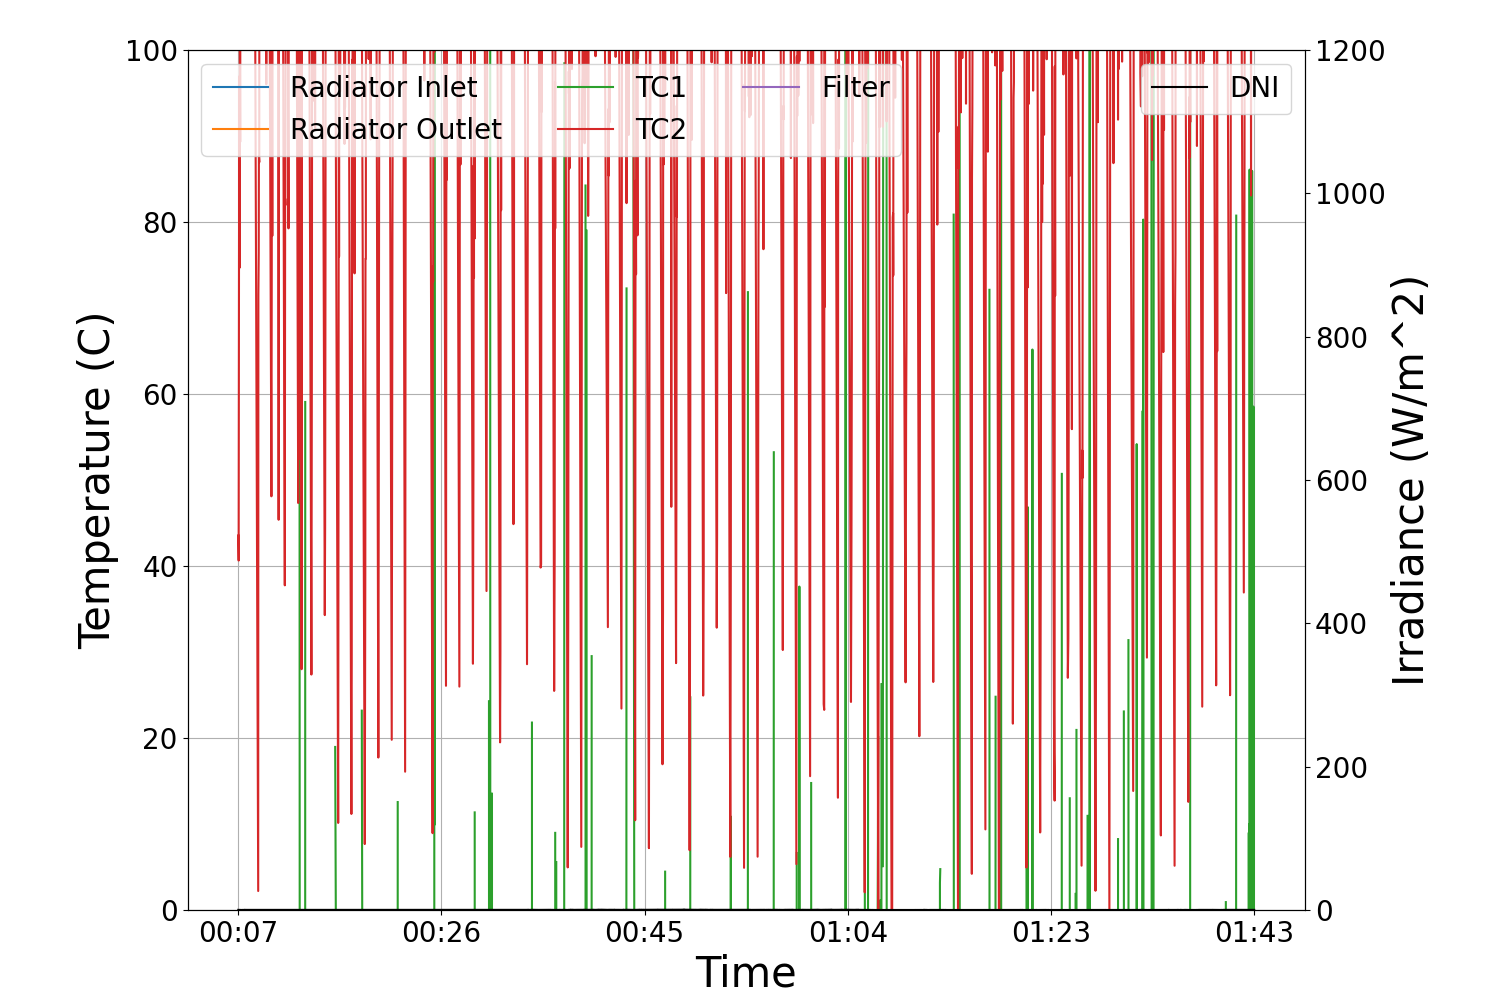 100
80
60
40
20
0
Temperature (C)
Radiator Inlet
Radiator Outlet
TC1
TC2
Filter
DNI
1200
1000
800
600
400
200
0
Irradiance (W/m^2)
00:07 00:26 00:45 01:04 01:23 01:43
Time